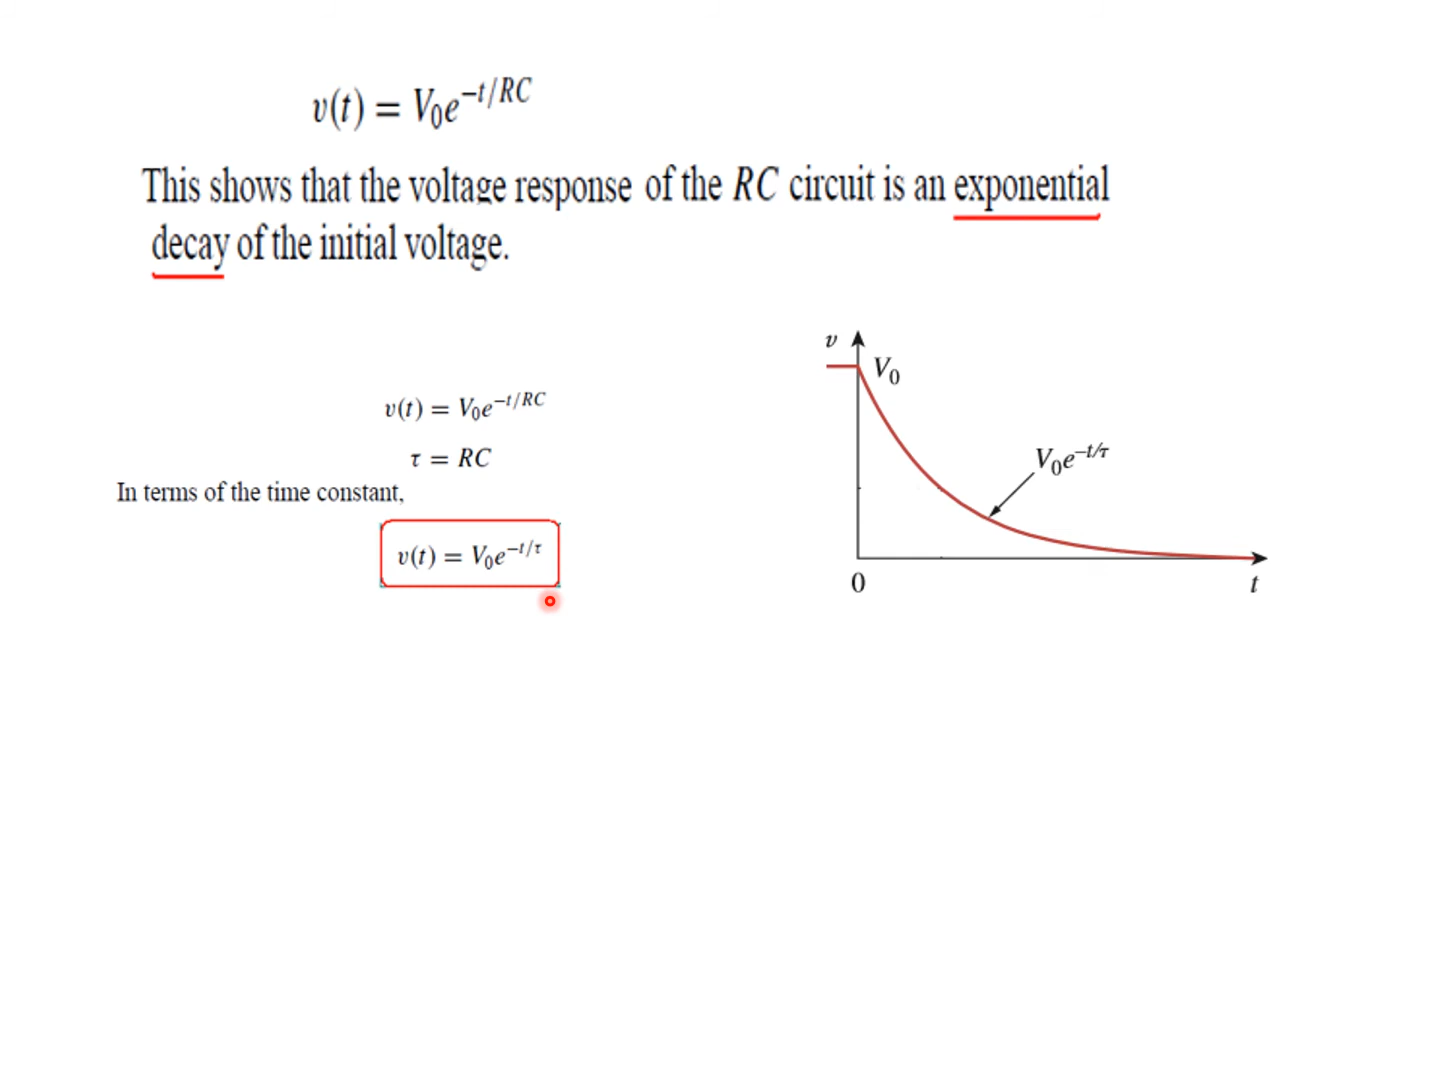 v(t) = V₀e^{-t/RC}
This shows that the voltage response of the RC circuit is an exponential
decay of the initial voltage.
v(t) = V₀e^{-t/RC}
τ = RC
In terms of the time constant,
v(t) = V₀e^{-t/τ}
v
V₀
V₀e^{-t/τ}
0
t